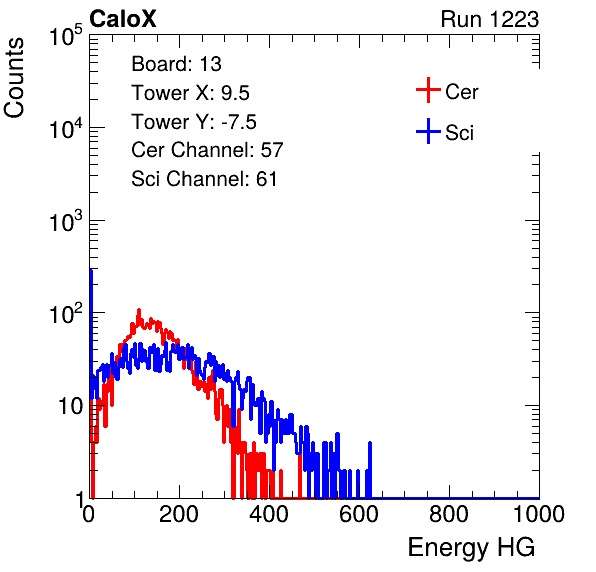 CaloX Run 1223
Counts
10^5
10^4
10^3
10^2
10
1
Board: 13
Tower X: 9.5
Tower Y: -7.5
Cer Channel: 57
Sci Channel: 61
Cer
Sci
0 200 400 600 800 1000
Energy HG